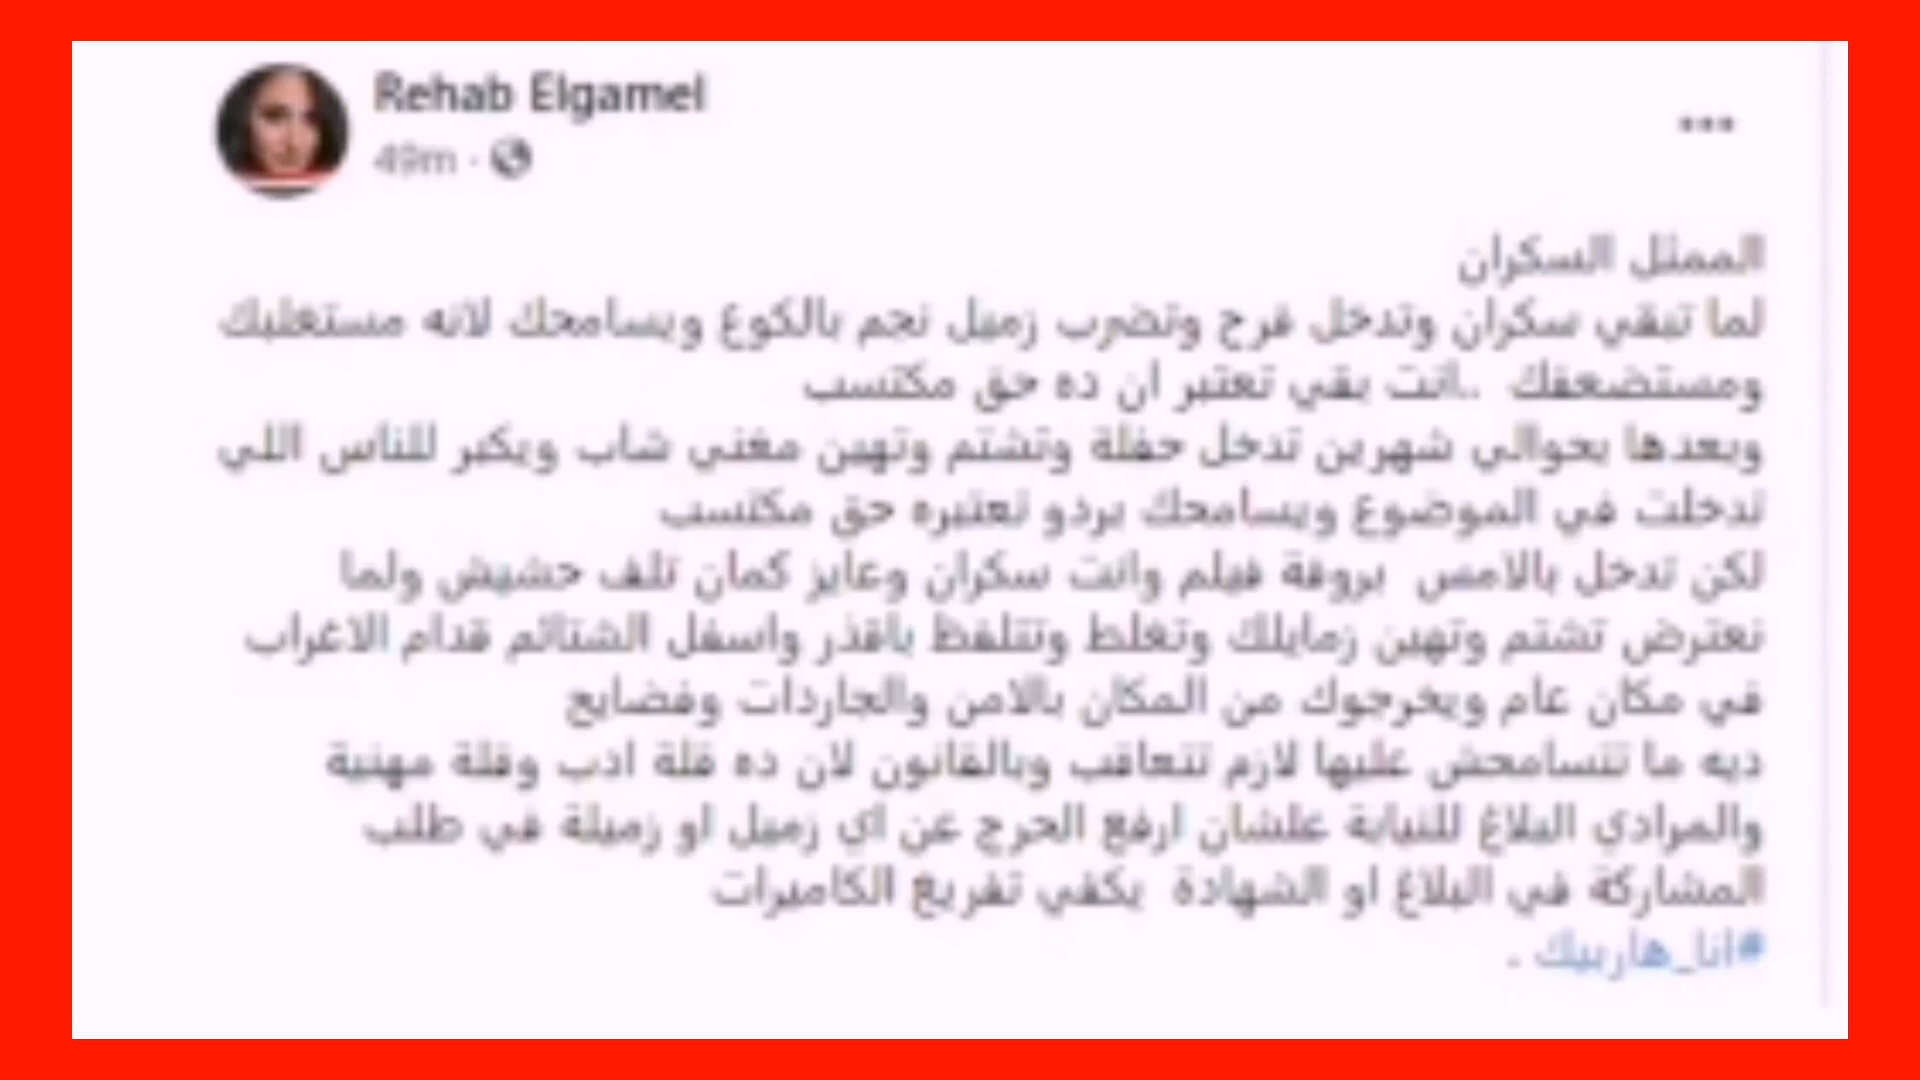 Rehab Elgamel
49m ·
الممثل السكران
لما تبقي سكران وتدخل فرح وتضرب زميل نجم بالكوع ويسامحك لانه مستغلبك
ومستضعفك ..انت بقي تعتبر ان ده حق مكتسب
وبعدها بحوالي شهرين تدخل حفلة وتشتم وتهين مغني شاب ويكبر للناس اللي
تدخلت في الموضوع ويسامحك بردو تعتبره حق مكتسب
لكن تدخل بالامس بروفة فيلم وانت سكران وعايز كمان تلف حشيش ولما
نعترض تشتم وتهين زمايلك وتغلط وتتلفظ باقذر واسفل الشتائم قدام الاغراب
في مكان عام ويخرجوك من المكان بالامن والجاردات وفضايح
ديه ما تتسامحش عليها لازم تتعاقب وبالقانون لان ده قلة ادب وقلة مهنية
والمرادي البلاغ للنيابة علشان ارفع الحرج عن اي زميل او زميلة في طلب
المشاركة في البلاغ او الشهادة يكفي تفريغ الكاميرات
#انا_هاربيك .